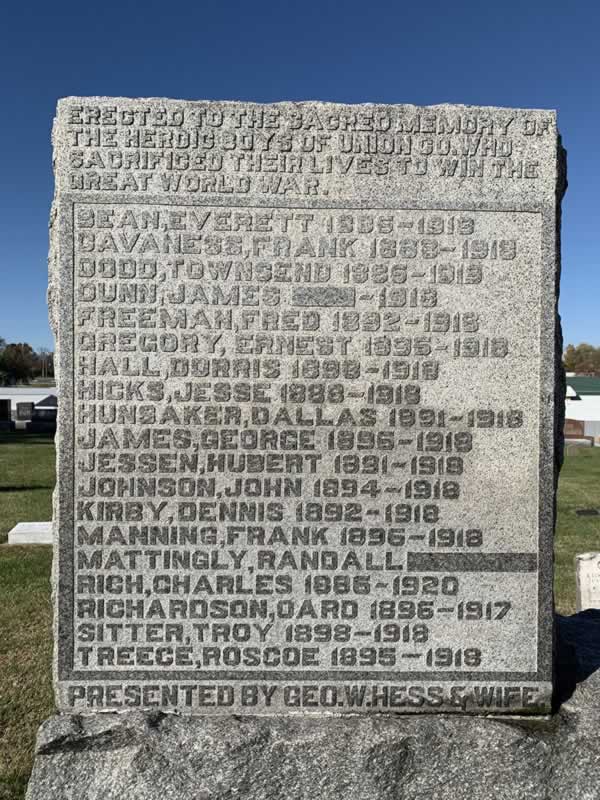 ERECTED TO THE SACRED MEMORY OF
THE HEROIC BOYS OF UNION CO. WHO
SACRIFICED THEIR LIVES TO WIN THE
GREAT WORLD WAR.
BEAN, EVERETT 1885-1918
CAVANESS, FRANK 1888-1918
DODD, TOWNSEND 1886-1919
DUNN, JAMES -1918
FREEMAN, FRED 1892-1918
GREGORY, ERNEST 1895-1918
HALL, DORRIS 1898-1918
HICKS, JESSE 1888-1918
HUNSAKER, DALLAS 1891-1918
JAMES, GEORGE 1896-1918
JESSEN, HUBERT 1891-1918
JOHNSON, JOHN 1894-1918
KIRBY, DENNIS 1892-1918
MANNING, FRANK 1896-1918
MATTINGLY, RANDALL
RICH, CHARLES 1886-1920
RICHARDSON, OARD 1896-1917
SITTER, TROY 1898-1918
TREECE, ROSCOE 1895-1918
PRESENTED BY GEO. W. HESS & WIFE